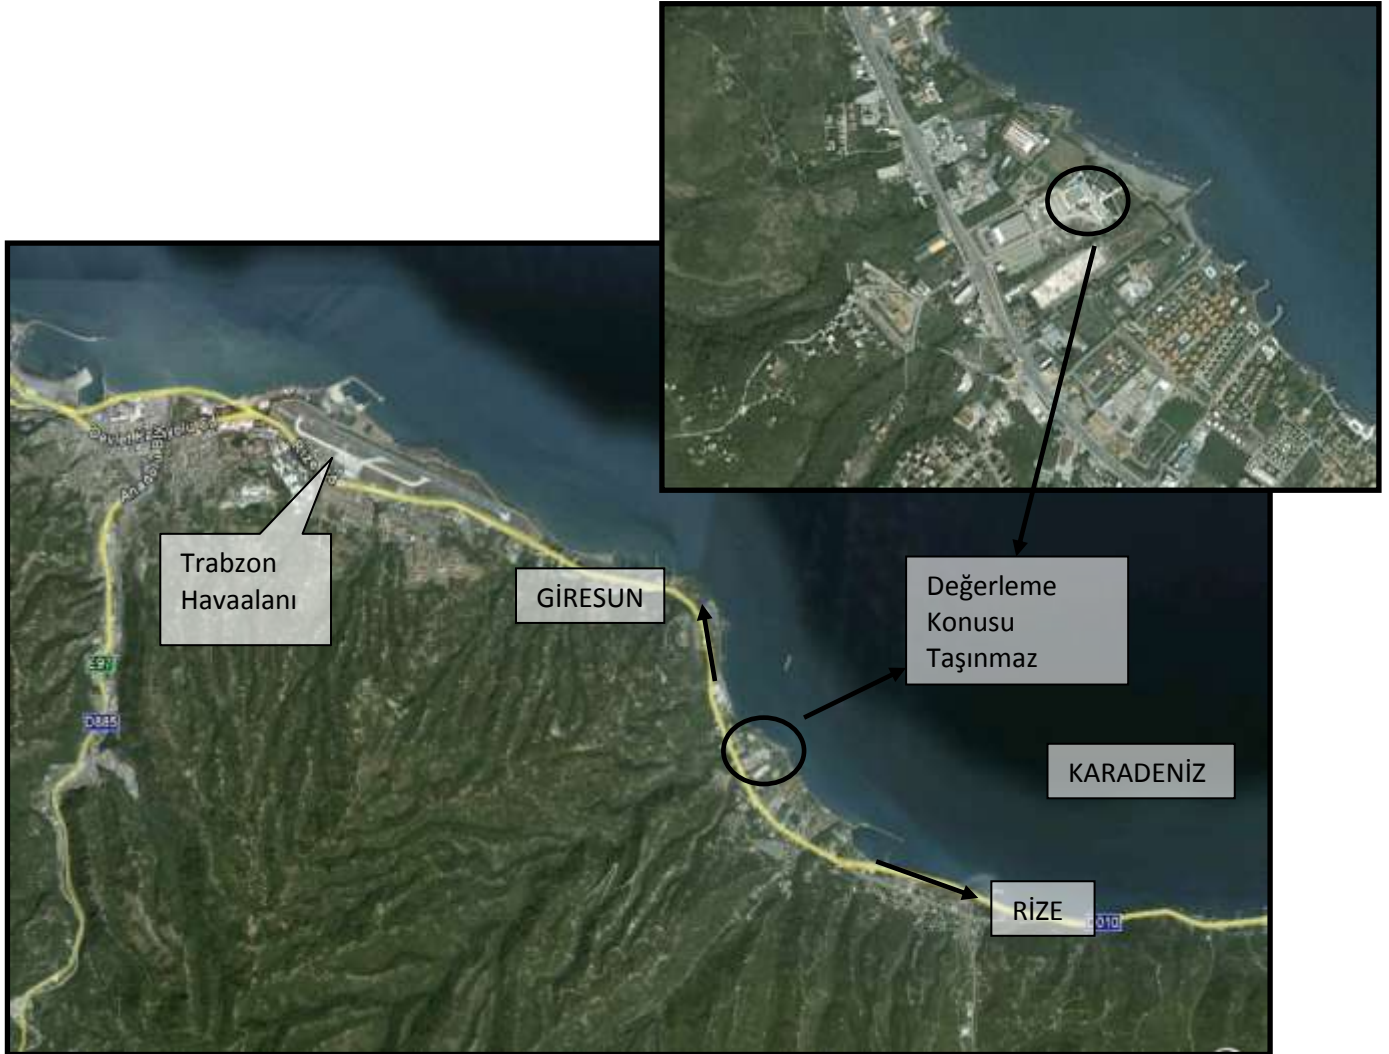 Trabzon
Havaalanı
GİRESUN
Değerleme
Konusu
Taşınmaz
KARADENİZ
RİZE
D885
D010